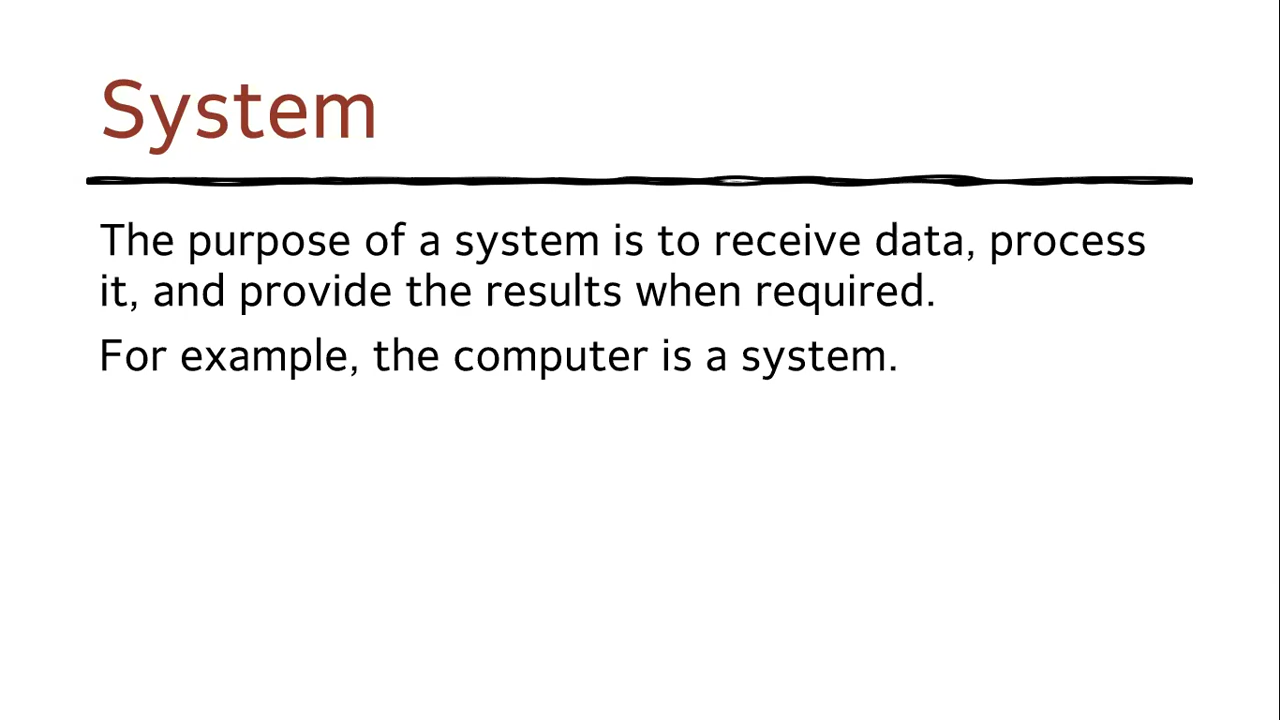 System
The purpose of a system is to receive data, process
it, and provide the results when required.
For example, the computer is a system.